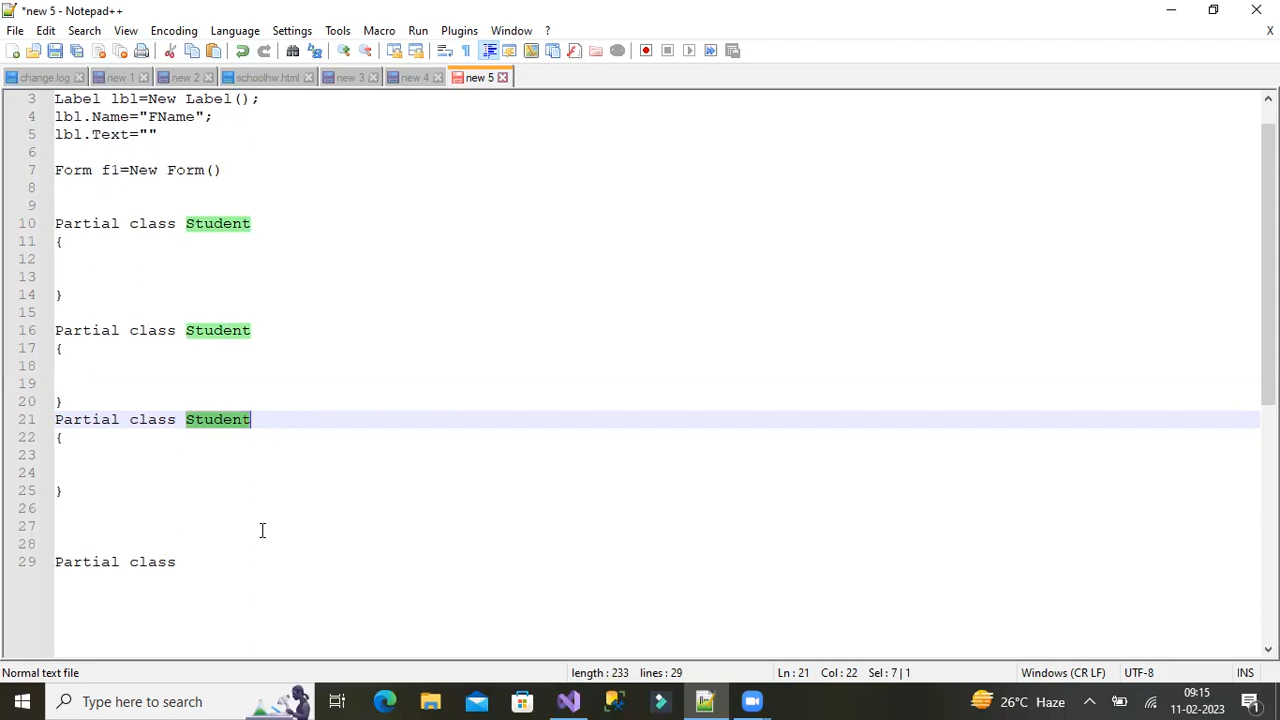 *new 5 - Notepad++
File Edit Search View Encoding Language Settings Tools Macro Run Plugins Window ? X
change.log new 1 new 2 schoolhw.html new 3 new 4 new 5
3 Label lbl=New Label();
4 lbl.Name="FName";
5 lbl.Text=""
6
7 Form f1=New Form()
8
9
10 Partial class Student
11 {
12
13
14 }
15
16 Partial class Student
17 {
18
19
20 }
21 Partial class Student
22 {
23
24
25 }
26
27
28
29 Partial class
Normal text file length : 233 lines : 29 Ln : 21 Col : 22 Sel : 7 | 1 Windows (CR LF) UTF-8 INS
Type here to search 26°C Haze 09:15
11-02-2023 1